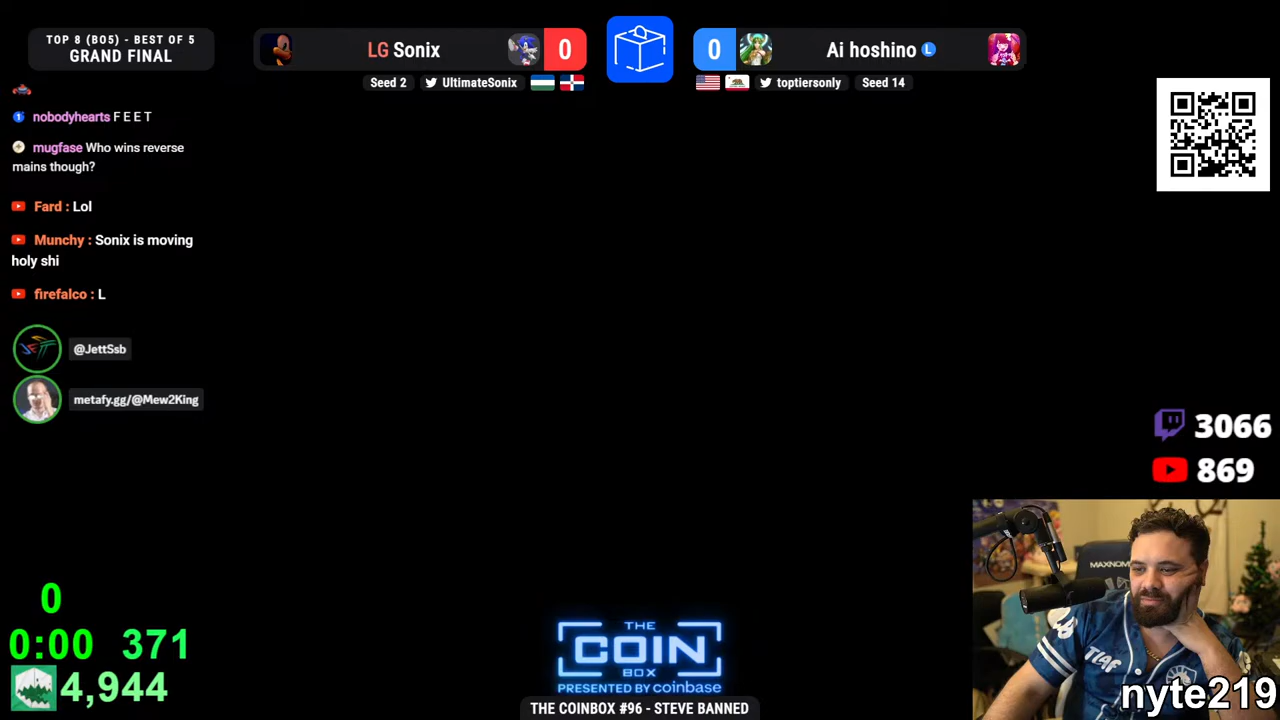 TOP 8 (BO5) - BEST OF 5
GRAND FINAL
LG Sonix
0
0
Ai hoshino L
Seed 2
UltimateSonix
toptiersonly
Seed 14
1 nobodyhearts F E E T
mugfase Who wins reverse
mains though?
Fard : Lol
Munchy : Sonix is moving
holy shi
firefalco : L
@JettSsb
metafy.gg/@Mew2King
3066
869
0
0:00 371
4,944
THE
COIN
BOX
PRESENTED BY coinbase
THE COINBOX #96 - STEVE BANNED
MAXNOM
nyte219